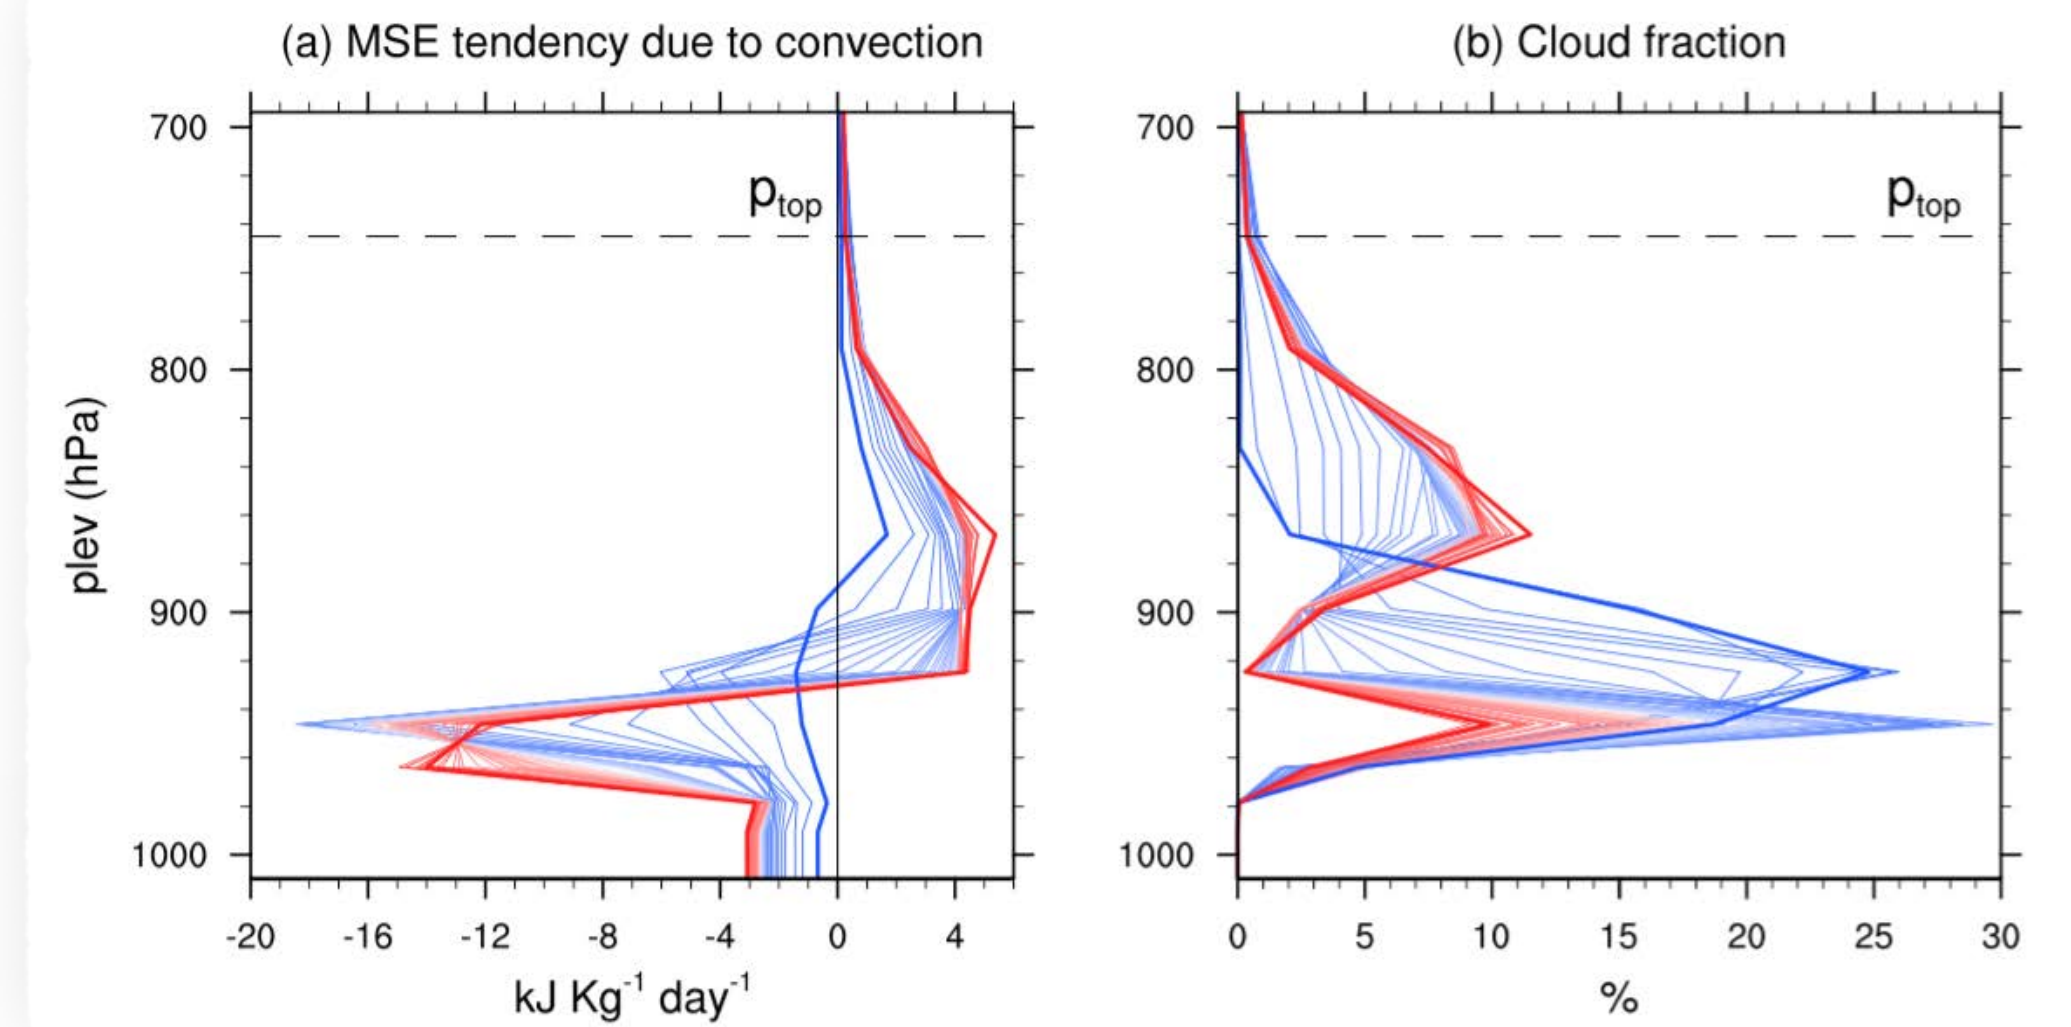 (a) MSE tendency due to convection
700
800
900
1000
plev (hPa)
p_top
-20 -16 -12 -8 -4 0 4
kJ Kg⁻¹ day⁻¹
(b) Cloud fraction
700
800
900
1000
p_top
0 5 10 15 20 25 30
%